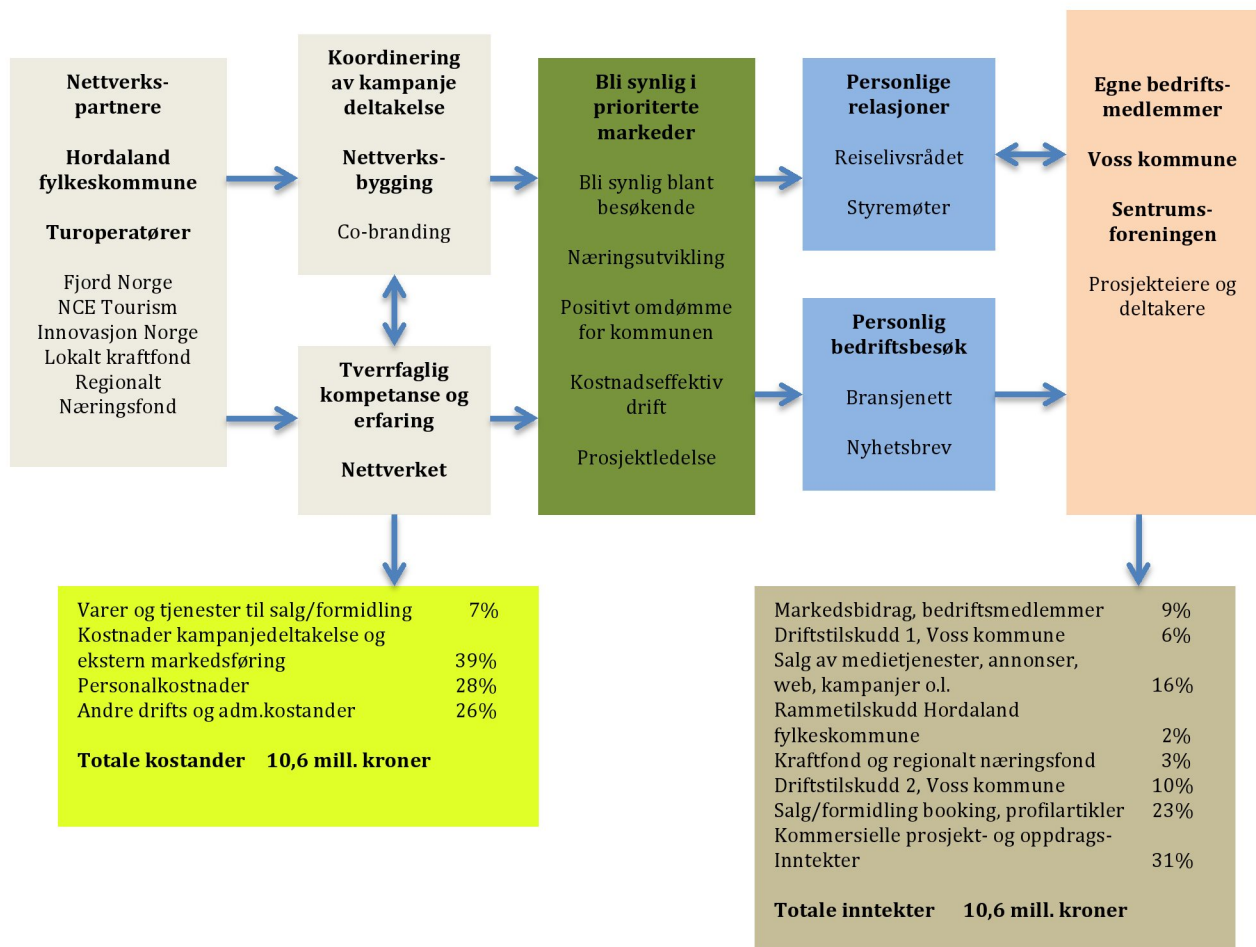 Nettverks-
partnere
Hordaland
fylkeskommune
Turoperatører
Fjord Norge
NCE Tourism
Innovasjon Norge
Lokalt kraftfond
Regionalt
Næringsfond
Koordinering
av kampanje
deltakelse
Nettverks-
bygging
Co-branding
Tverrfaglig
kompetanse og
erfaring
Nettverket
Bli synlig i
prioriterte
markeder
Bli synlig blant
besøkende
Næringsutvikling
Positivt omdømme
for kommunen
Kostnadseffektiv
drift
Prosjektledelse
Personlige
relasjoner
Reiselivsrådet
Styremøter
Personlig
bedriftsbesøk
Bransjenett
Nyhetsbrev
Egne bedrifts-
medlemmer
Voss kommune
Sentrums-
foreningen
Prosjekteiere og
deltakere
Varer og tjenester til salg/formidling 7%
Kostnader kampanjedeltakelse og
ekstern markedsføring 39%
Personalkostnader 28%
Andre drifts og adm.kostander 26%
Totale kostander 10,6 mill. kroner
Markedsbidrag, bedriftsmedlemmer 9%
Driftstilskudd 1, Voss kommune 6%
Salg av medietjenester, annonser,
web, kampanjer o.l. 16%
Rammetilskudd Hordaland
fylkeskommune 2%
Kraftfond og regionalt næringsfond 3%
Driftstilskudd 2, Voss kommune 10%
Salg/formidling booking, profilartikler 23%
Kommersielle prosjekt- og oppdrags-
Inntekter 31%
Totale inntekter 10,6 mill. kroner